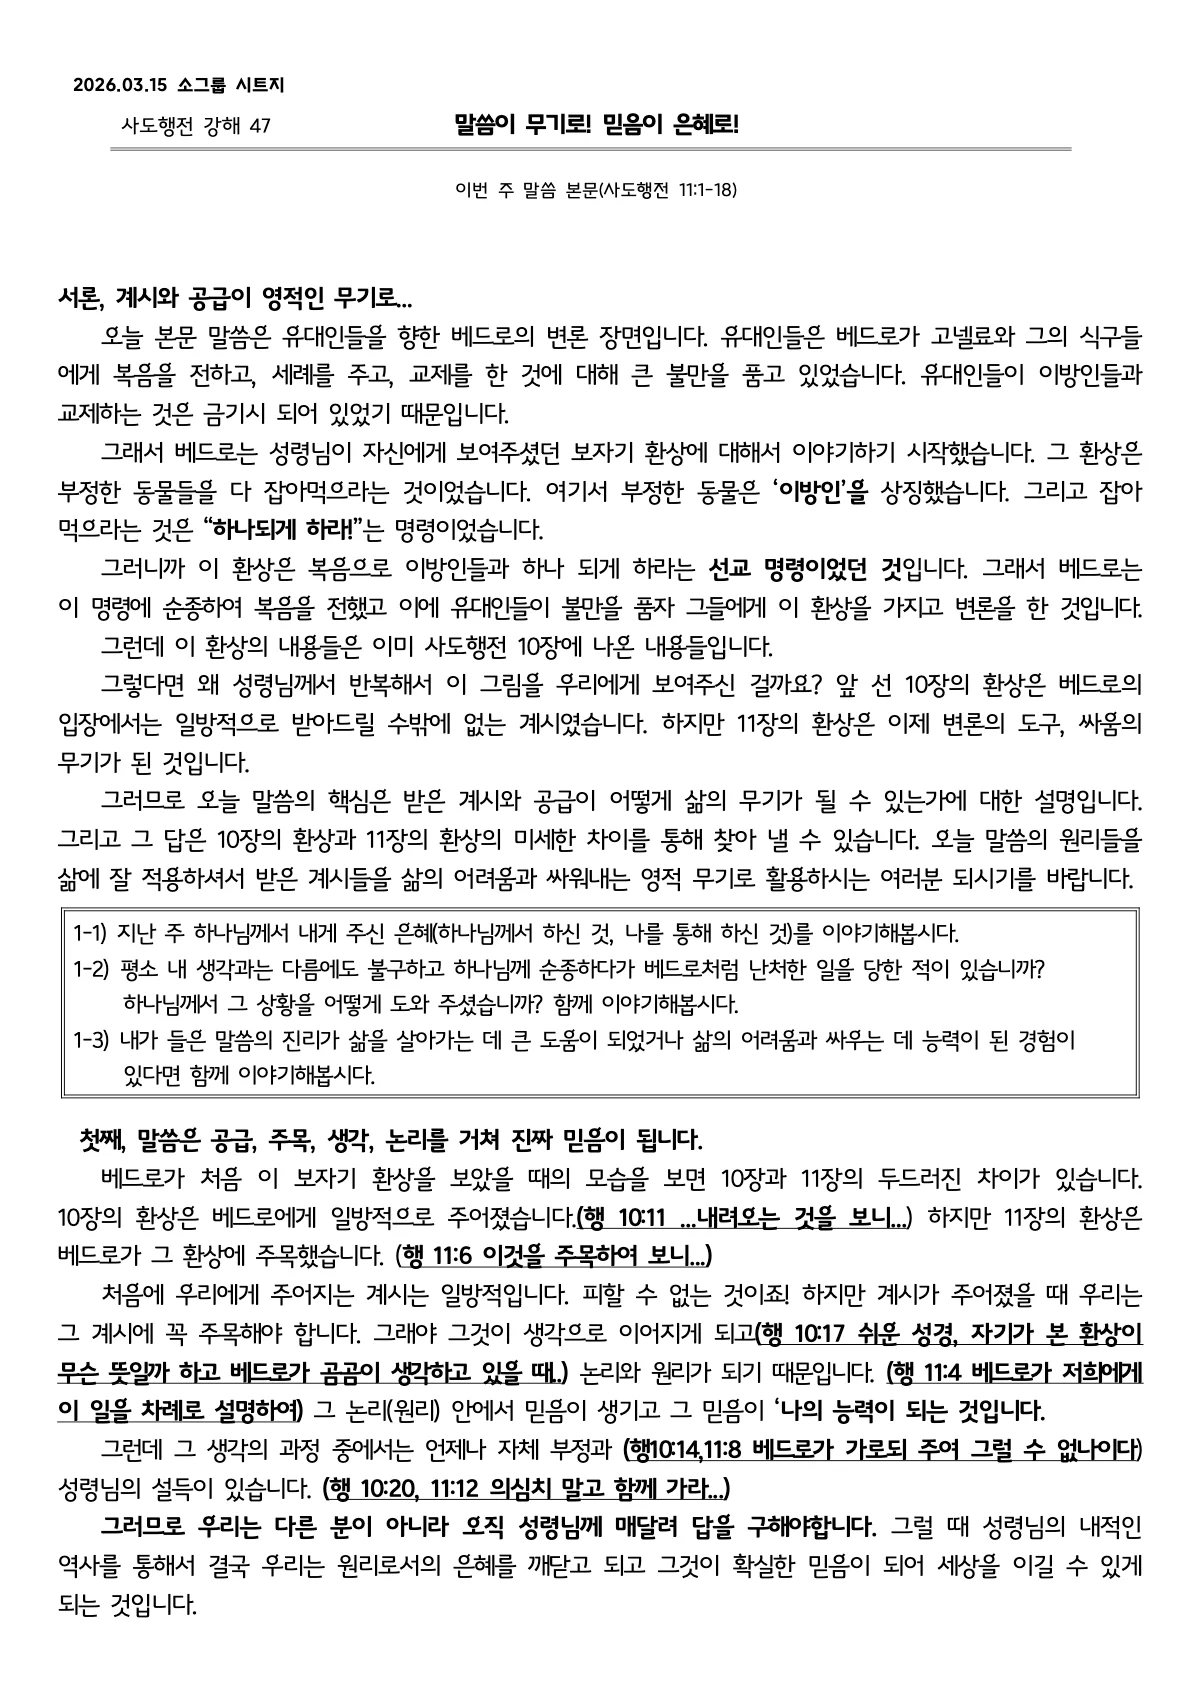 2026.03.15 소그룹 시트지
사도행전 강해 47 말씀이 무기로! 믿음이 은혜로!
이번 주 말씀 본문(사도행전 11:1-18)
서론, 계시와 공급이 영적인 무기로...
오늘 본문 말씀은 유대인들을 향한 베드로의 변론 장면입니다. 유대인들은 베드로가 고넬료와 그의 식구들
에게 복음을 전하고, 세례를 주고, 교제를 한 것에 대해 큰 불만을 품고 있었습니다. 유대인들이 이방인들과
교제하는 것은 금기시 되어 있었기 때문입니다.
그래서 베드로는 성령님이 자신에게 보여주셨던 보자기 환상에 대해서 이야기하기 시작했습니다. 그 환상은
부정한 동물들을 다 잡아먹으라는 것이었습니다. 여기서 부정한 동물은 ‘이방인’을 상징했습니다. 그리고 잡아
먹으라는 것은 “하나되게 하라!”는 명령이었습니다.
그러니까 이 환상은 복음으로 이방인들과 하나 되게 하라는 선교 명령이었던 것입니다. 그래서 베드로는
이 명령에 순종하여 복음을 전했고 이에 유대인들이 불만을 품자 그들에게 이 환상을 가지고 변론을 한 것입니다.
그런데 이 환상의 내용들은 이미 사도행전 10장에 나온 내용들입니다.
그렇다면 왜 성령님께서 반복해서 이 그림을 우리에게 보여주신 걸까요? 앞 선 10장의 환상은 베드로의
입장에서는 일방적으로 받아드릴 수밖에 없는 계시였습니다. 하지만 11장의 환상은 이제 변론의 도구, 싸움의
무기가 된 것입니다.
그러므로 오늘 말씀의 핵심은 받은 계시와 공급이 어떻게 삶의 무기가 될 수 있는가에 대한 설명입니다.
그리고 그 답은 10장의 환상과 11장의 환상의 미세한 차이를 통해 찾아 낼 수 있습니다. 오늘 말씀의 원리들을
삶에 잘 적용하셔서 받은 계시들을 삶의 어려움과 싸워내는 영적 무기로 활용하시는 여러분 되시기를 바랍니다.
1-1) 지난 주 하나님께서 내게 주신 은혜(하나님께서 하신 것, 나를 통해 하신 것)를 이야기해봅시다.
1-2) 평소 내 생각과는 다름에도 불구하고 하나님께 순종하다가 베드로처럼 난처한 일을 당한 적이 있습니까?
하나님께서 그 상황을 어떻게 도와 주셨습니까? 함께 이야기해봅시다.
1-3) 내가 들은 말씀의 진리가 삶을 살아가는 데 큰 도움이 되었거나 삶의 어려움과 싸우는 데 능력이 된 경험이
있다면 함께 이야기해봅시다.
첫째, 말씀은 공급, 주목, 생각, 논리를 거쳐 진짜 믿음이 됩니다.
베드로가 처음 이 보자기 환상을 보았을 때의 모습을 보면 10장과 11장의 두드러진 차이가 있습니다.
10장의 환상은 베드로에게 일방적으로 주어졌습니다.(행 10:11 ...내려오는 것을 보니...) 하지만 11장의 환상은
베드로가 그 환상에 주목했습니다. (행 11:6 이것을 주목하여 보니...)
처음에 우리에게 주어지는 계시는 일방적입니다. 피할 수 없는 것이죠! 하지만 계시가 주어졌을 때 우리는
그 계시에 꼭 주목해야 합니다. 그래야 그것이 생각으로 이어지게 되고(행 10:17 쉬운 성경, 자기가 본 환상이
무슨 뜻일까 하고 베드로가 곰곰이 생각하고 있을 때..) 논리와 원리가 되기 때문입니다. (행 11:4 베드로가 저희에게
이 일을 차례로 설명하여) 그 논리(원리) 안에서 믿음이 생기고 그 믿음이 ‘나의 능력이 되는 것입니다.
그런데 그 생각의 과정 중에서는 언제나 자체 부정과 (행10:14,11:8 베드로가 가로되 주여 그럴 수 없나이다)
성령님의 설득이 있습니다. (행 10:20, 11:12 의심치 말고 함께 가라...)
그러므로 우리는 다른 분이 아니라 오직 성령님께 매달려 답을 구해야합니다. 그럴 때 성령님의 내적인
역사를 통해서 결국 우리는 원리로서의 은혜를 깨닫고 되고 그것이 확실한 믿음이 되어 세상을 이길 수 있게
되는 것입니다.